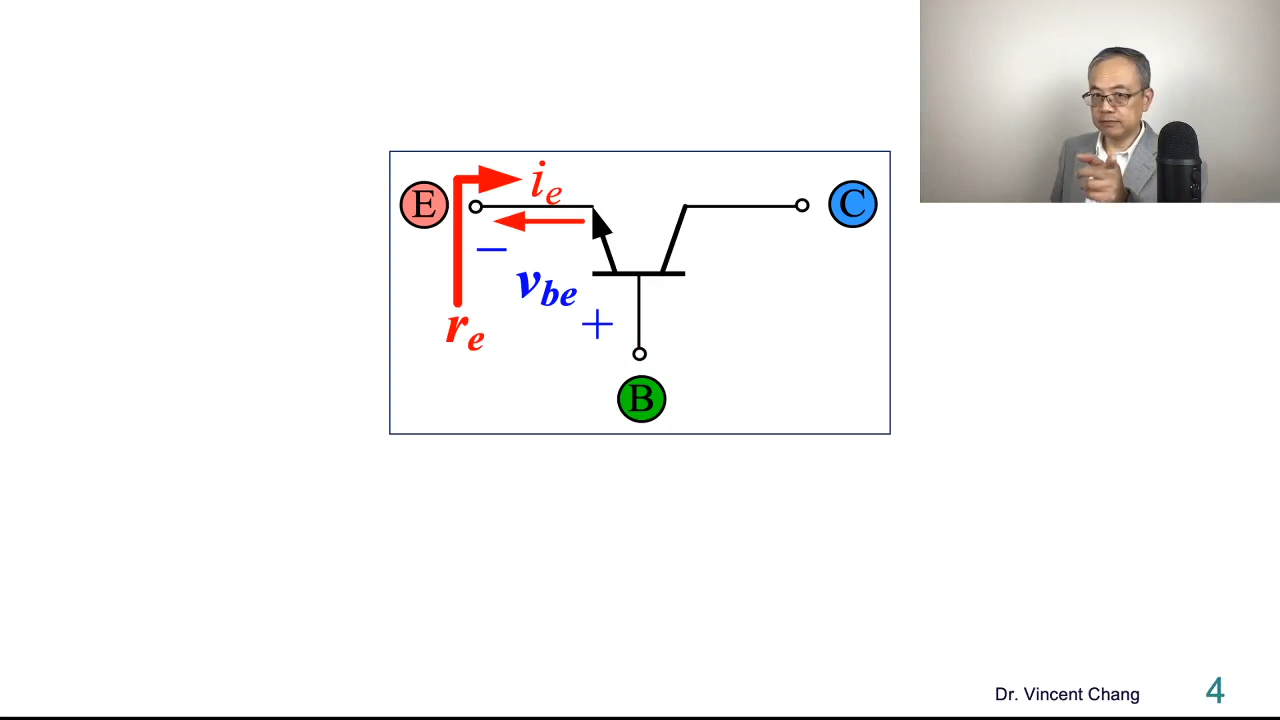 E
i_e
C
−
v_be
+
r_e
B
Dr. Vincent Chang
4